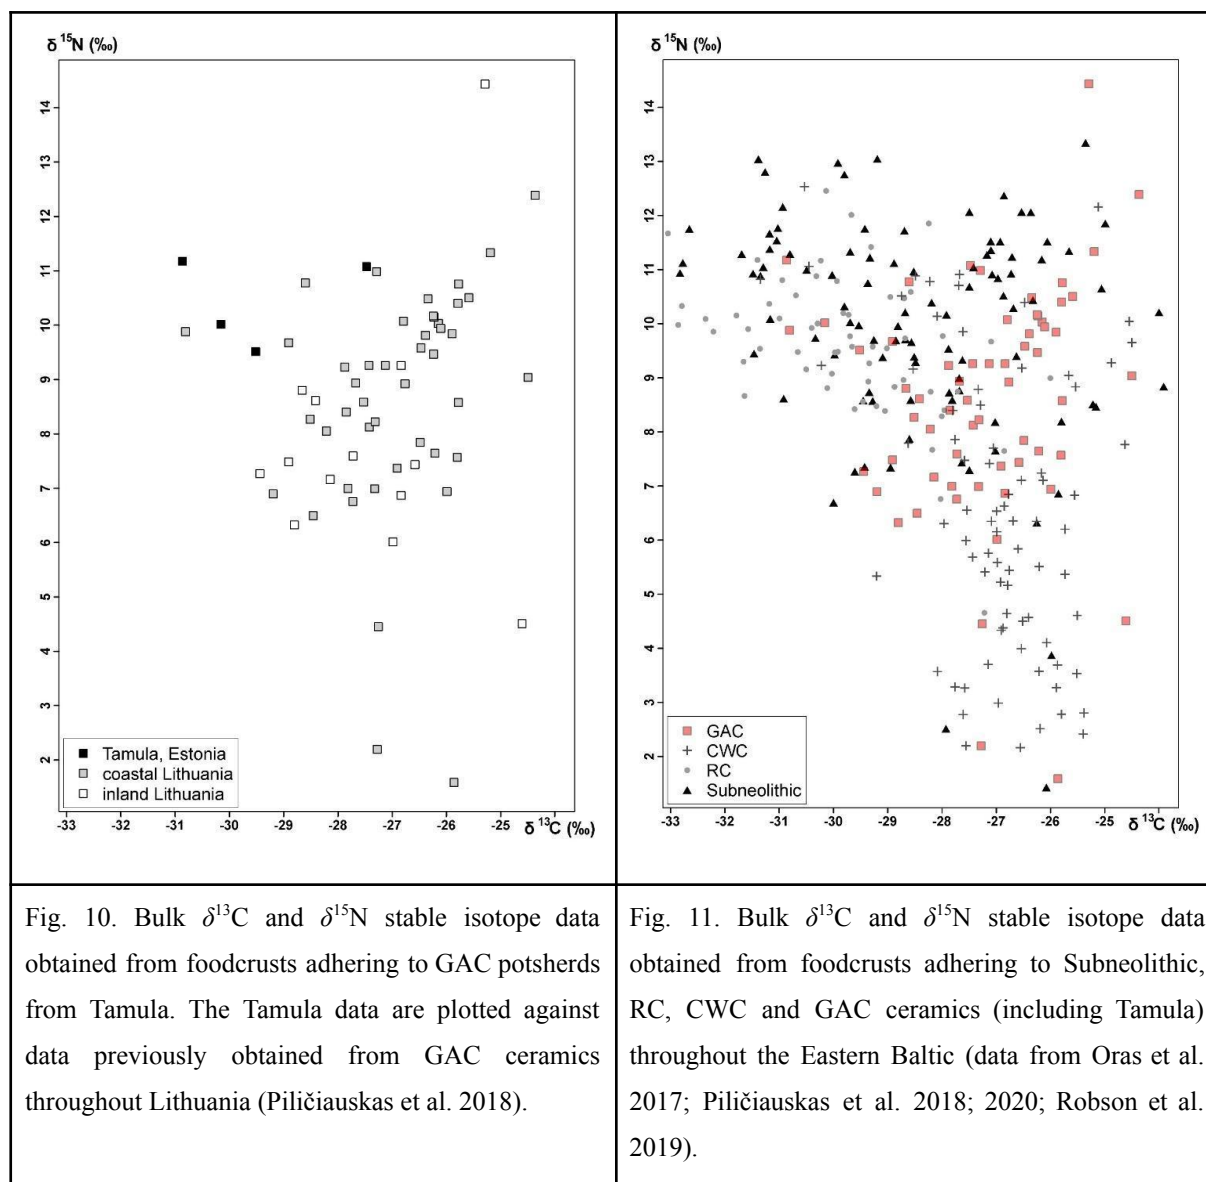 δ ¹⁵N (‰)
14
13
12
11
10
9
8
7
6
5
4
3
2
Tamula, Estonia
coastal Lithuania
inland Lithuania
-33 -31 -30 -29 -28 -27 -26 -25
δ ¹³C (‰)
δ ¹⁵N (‰)
14
13
12
11
10
9
8
7
6
5
4
3
2
GAC
CWC
RC
Subneolithic
-33 -32 -31 -30 -29 -28 -27 -26 -25
δ ¹³C (‰)
Fig. 10. Bulk δ¹³C and δ¹⁵N stable isotope data
obtained from foodcrusts adhering to GAC potsherds
from Tamula. The Tamula data are plotted against
data previously obtained from GAC ceramics
throughout Lithuania (Piličiauskas et al. 2018).
Fig. 11. Bulk δ¹³C and δ¹⁵N stable isotope data
obtained from foodcrusts adhering to Subneolithic,
RC, CWC and GAC ceramics (including Tamula)
throughout the Eastern Baltic (data from Oras et al.
2017; Piličiauskas et al. 2018; 2020; Robson et al.
2019).